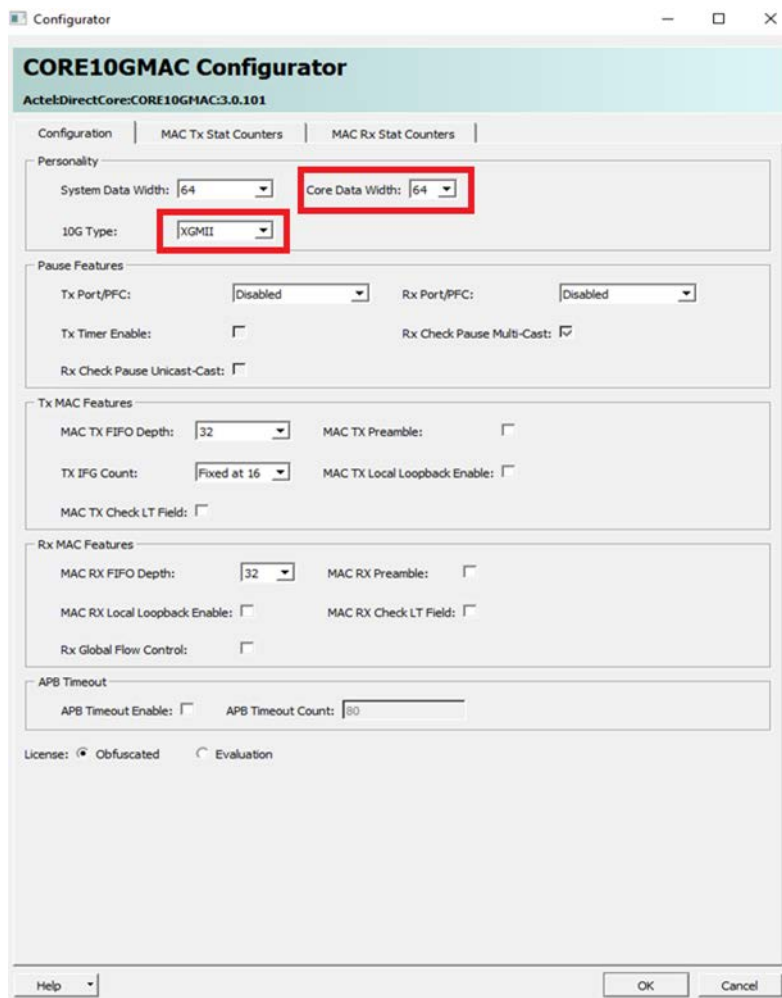 Configurator
CORE10GMAC Configurator
Actel:DirectCore:CORE10GMAC:3.0.101
Configuration MAC Tx Stat Counters MAC Rx Stat Counters
Personality
System Data Width: 64 Core Data Width: 64
10G Type: XGMII
Pause Features
Tx Port/PFC: Disabled Rx Port/PFC: Disabled
Tx Timer Enable: Rx Check Pause Multi-Cast:
Rx Check Pause Unicast-Cast:
Tx MAC Features
MAC TX FIFO Depth: 32 MAC TX Preamble:
TX IFG Count: Fixed at 16 MAC TX Local Loopback Enable:
MAC TX Check LT Field:
Rx MAC Features
MAC RX FIFO Depth: 32 MAC RX Preamble:
MAC RX Local Loopback Enable: MAC RX Check LT Field:
Rx Global Flow Control:
APB Timeout
APB Timeout Enable: APB Timeout Count: 80
License: Obfuscated Evaluation
Help OK Cancel